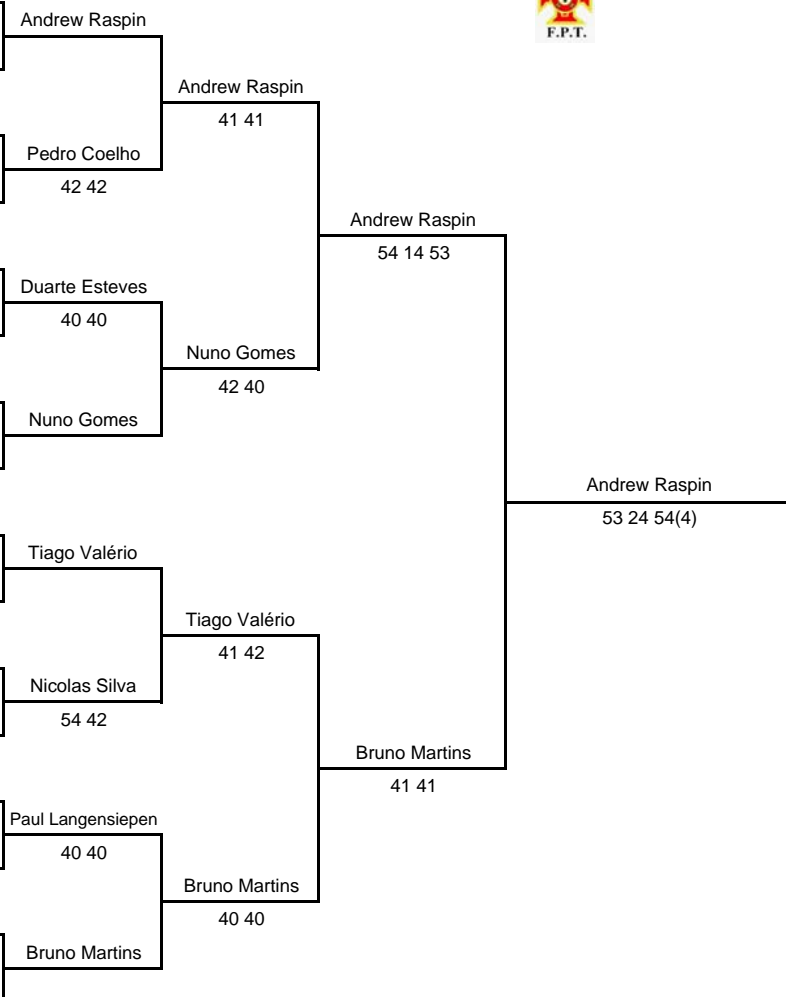 F.P.T.
Andrew Raspin
Andrew Raspin
41 41
Pedro Coelho
42 42
Andrew Raspin
54 14 53
Duarte Esteves
40 40
Nuno Gomes
42 40
Nuno Gomes
Andrew Raspin
53 24 54(4)
Tiago Valério
Tiago Valério
41 42
Nicolas Silva
54 42
Bruno Martins
41 41
Paul Langensiepen
40 40
Bruno Martins
40 40
Bruno Martins